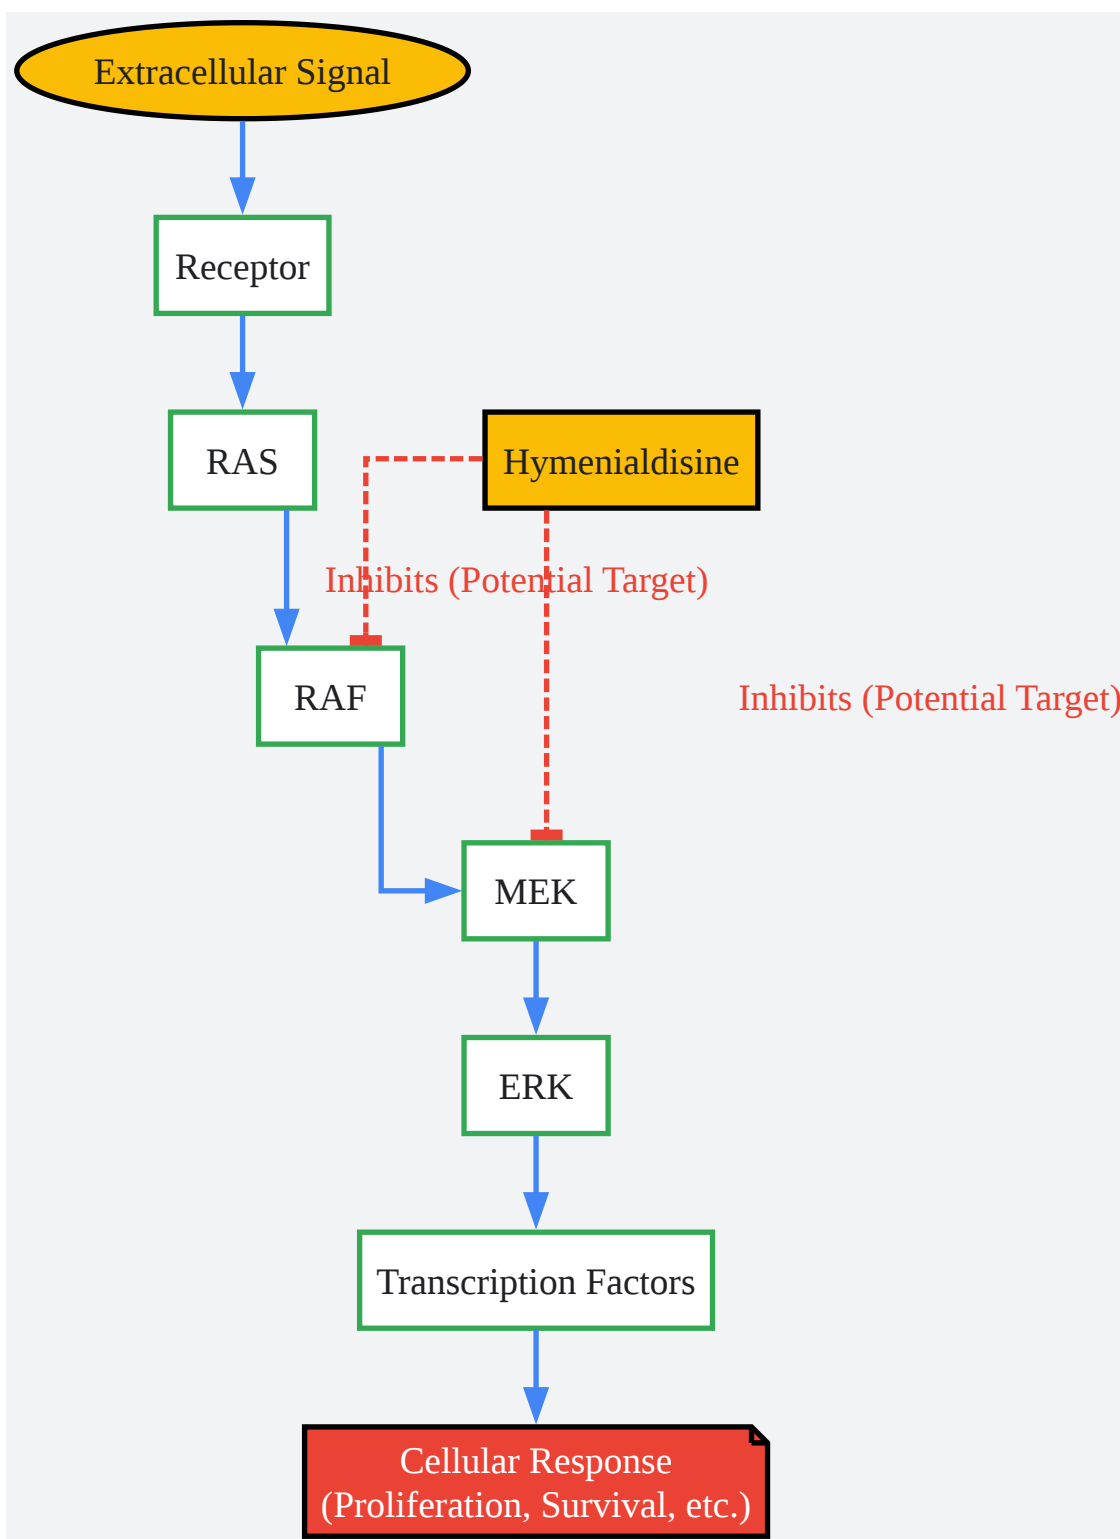 Extracellular Signal
Receptor
RAS
Hymenialdisine
Inhibits (Potential Target)
RAF
Inhibits (Potential Target)
MEK
ERK
Transcription Factors
Cellular Response
(Proliferation, Survival, etc.)